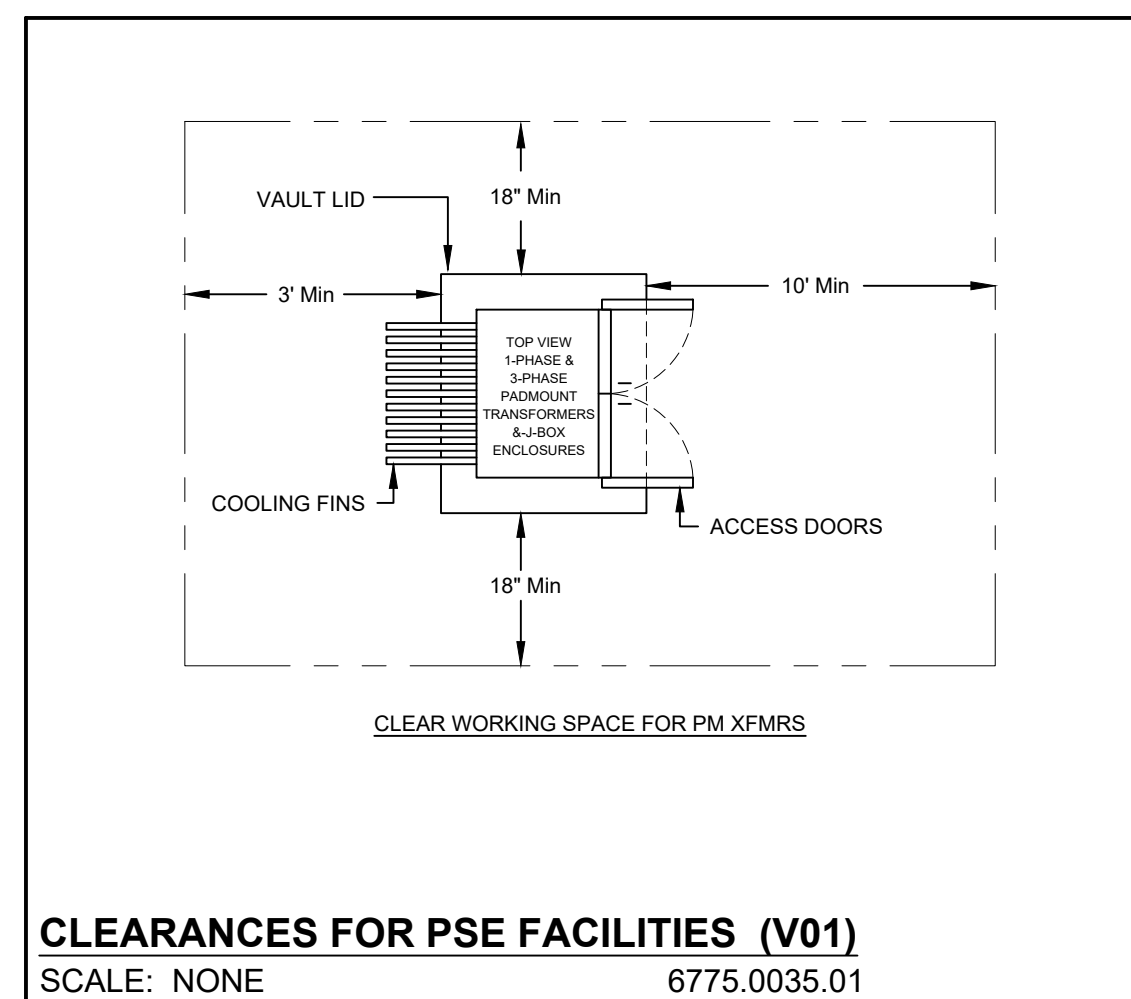 VAULT LID
18" Min
3' Min
10' Min
TOP VIEW
1-PHASE &
3-PHASE
PADMOUNT
TRANSFORMERS
&-J-BOX
ENCLOSURES
COOLING FINS
ACCESS DOORS
18" Min
CLEAR WORKING SPACE FOR PM XFMRS
CLEARANCES FOR PSE FACILITIES (V01)
SCALE: NONE 6775.0035.01